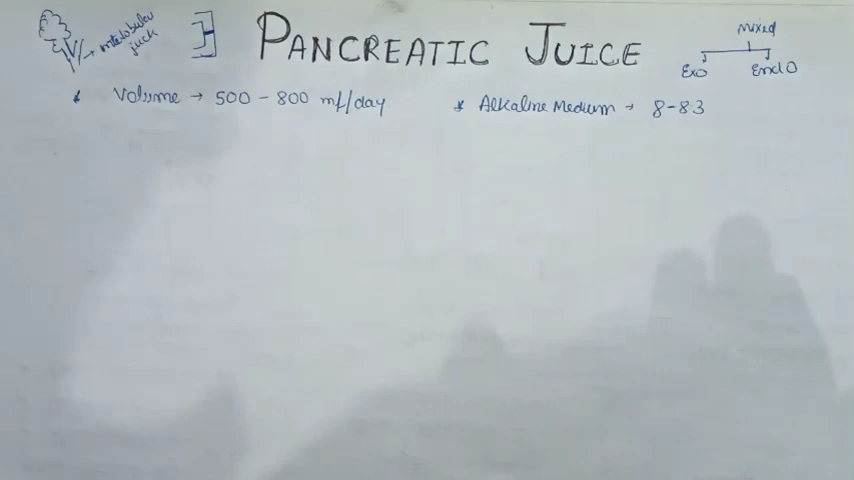 PANCREATIC JUICE
mixed
Exo Endo
* Volume → 500 - 800 ml/day * Alkaline Medium → 8-8.3